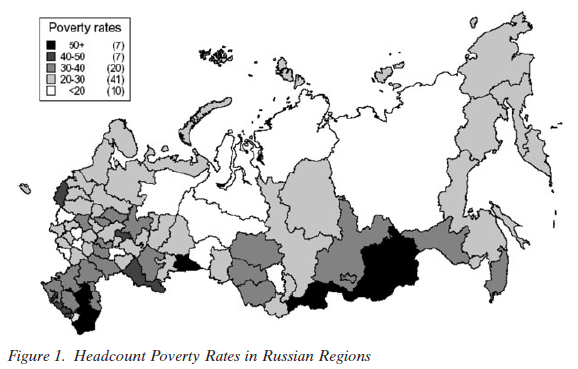 Poverty rates
50+ (7)
40-50 (7)
30-40 (20)
20-30 (41)
<20 (10)
Figure 1. Headcount Poverty Rates in Russian Regions